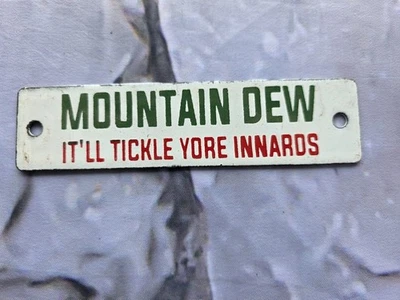 MOUNTAIN DEW
IT'LL TICKLE YORE INNARDS